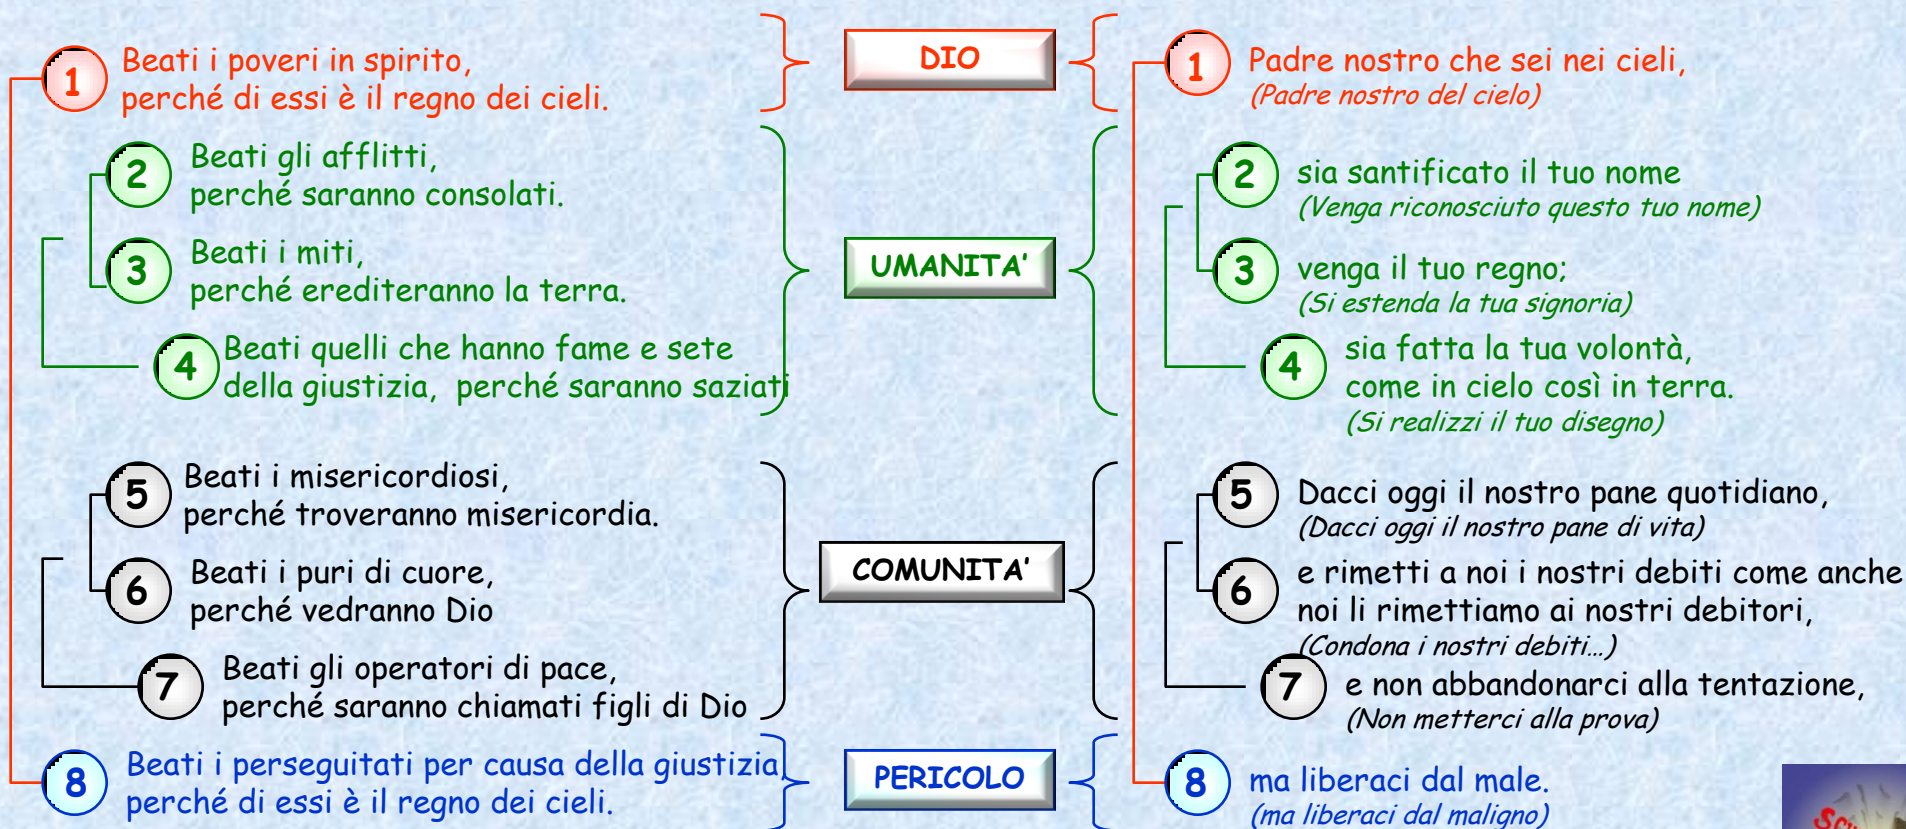 DIO
1
Beati i poveri in spirito,
perché di essi è il regno dei cieli.
1
Padre nostro che sei nei cieli,
(Padre nostro del cielo)
UMANITA'
2
Beati gli afflitti,
perché saranno consolati.
3
Beati i miti,
perché erediteranno la terra.
4
Beati quelli che hanno fame e sete
della giustizia, perché saranno saziati
2
sia santificato il tuo nome
(Venga riconosciuto questo tuo nome)
3
venga il tuo regno;
(Si estenda la tua signoria)
4
sia fatta la tua volontà,
come in cielo così in terra.
(Si realizzi il tuo disegno)
COMUNITA'
5
Beati i misericordiosi,
perché troveranno misericordia.
6
Beati i puri di cuore,
perché vedranno Dio
7
Beati gli operatori di pace,
perché saranno chiamati figli di Dio
5
Dacci oggi il nostro pane quotidiano,
(Dacci oggi il nostro pane di vita)
6
e rimetti a noi i nostri debiti come anche
noi li rimettiamo ai nostri debitori,
(Condona i nostri debiti...)
7
e non abbandonarci alla tentazione,
(Non metterci alla prova)
PERICOLO
8
Beati i perseguitati per causa della giustizia,
perché di essi è il regno dei cieli.
8
ma liberaci dal male.
(ma liberaci dal maligno)